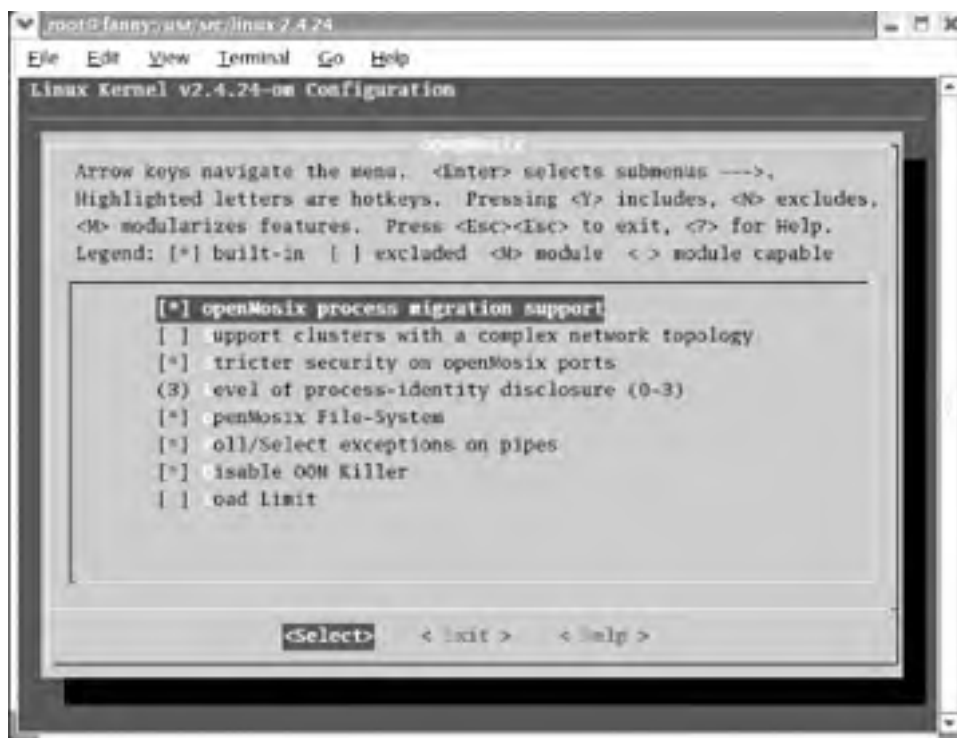 root@fanny:/usr/src/linux-2.4.24
File Edit View Terminal Go Help
Linux Kernel v2.4.24-om Configuration
openMosix
Arrow keys navigate the menu. <Enter> selects submenus --->.
Highlighted letters are hotkeys. Pressing <Y> includes, <N> excludes,
<M> modularizes features. Press <Esc><Esc> to exit, <?> for Help.
Legend: [*] built-in [ ] excluded <M> module < > module capable
[*] openMosix process migration support
[ ] upport clusters with a complex network topology
[*] tricter security on openMosix ports
(3) evel of process-identity disclosure (0-3)
[*] penMosix File-System
[*] oll/Select exceptions on pipes
[*] isable OOM Killer
[ ] oad Limit
<Select> < Exit > < Help >